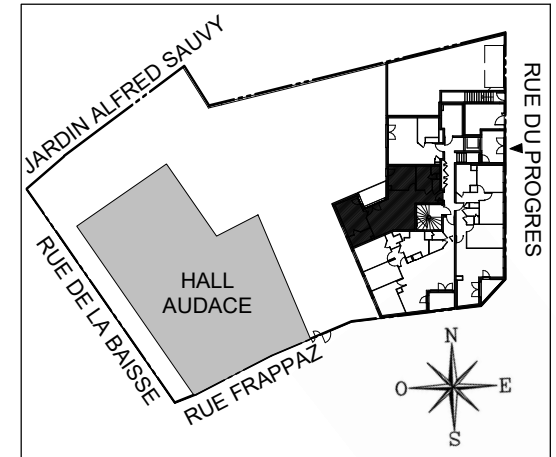 JARDIN ALFRED SAUVY
RUE DU PROGRES
HALL
AUDACE
RUE DE LA BAISSE
RUE FRAPPAZ
N
O
E
S